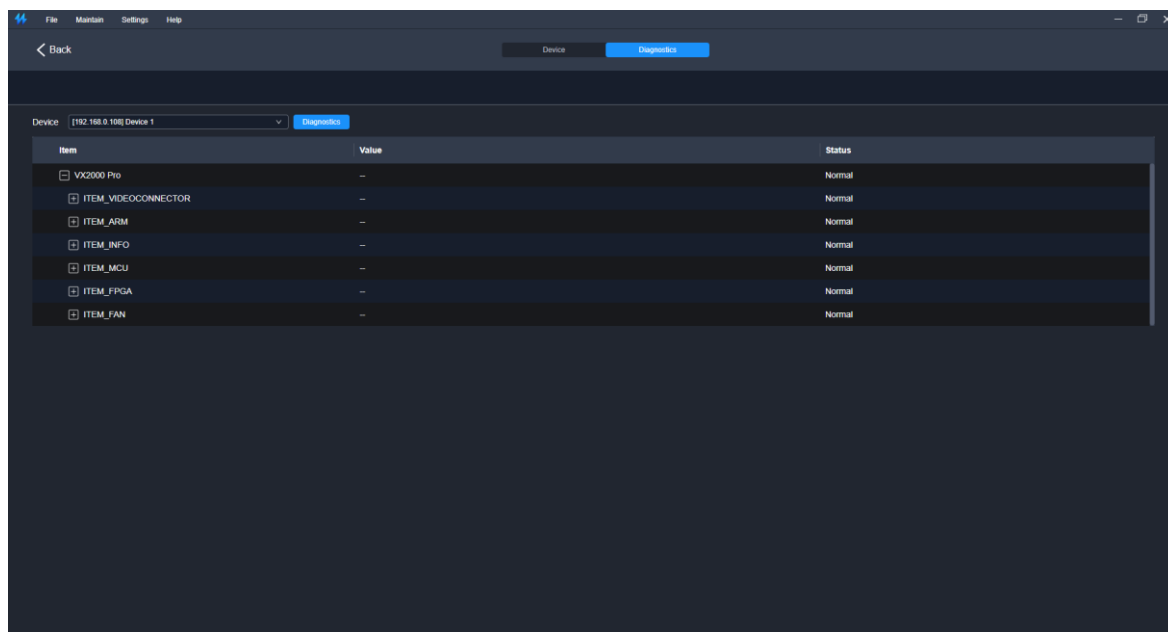 File Maintain Settings Help
Back Device Diagnostics
Device [192.168.0.108] Device 1 Diagnostics
Item Value Status
VX2000 Pro -- Normal
ITEM_VIDEOCONNECTOR -- Normal
ITEM_ARM -- Normal
ITEM_INFO -- Normal
ITEM_MCU -- Normal
ITEM_FPGA -- Normal
ITEM_FAN -- Normal